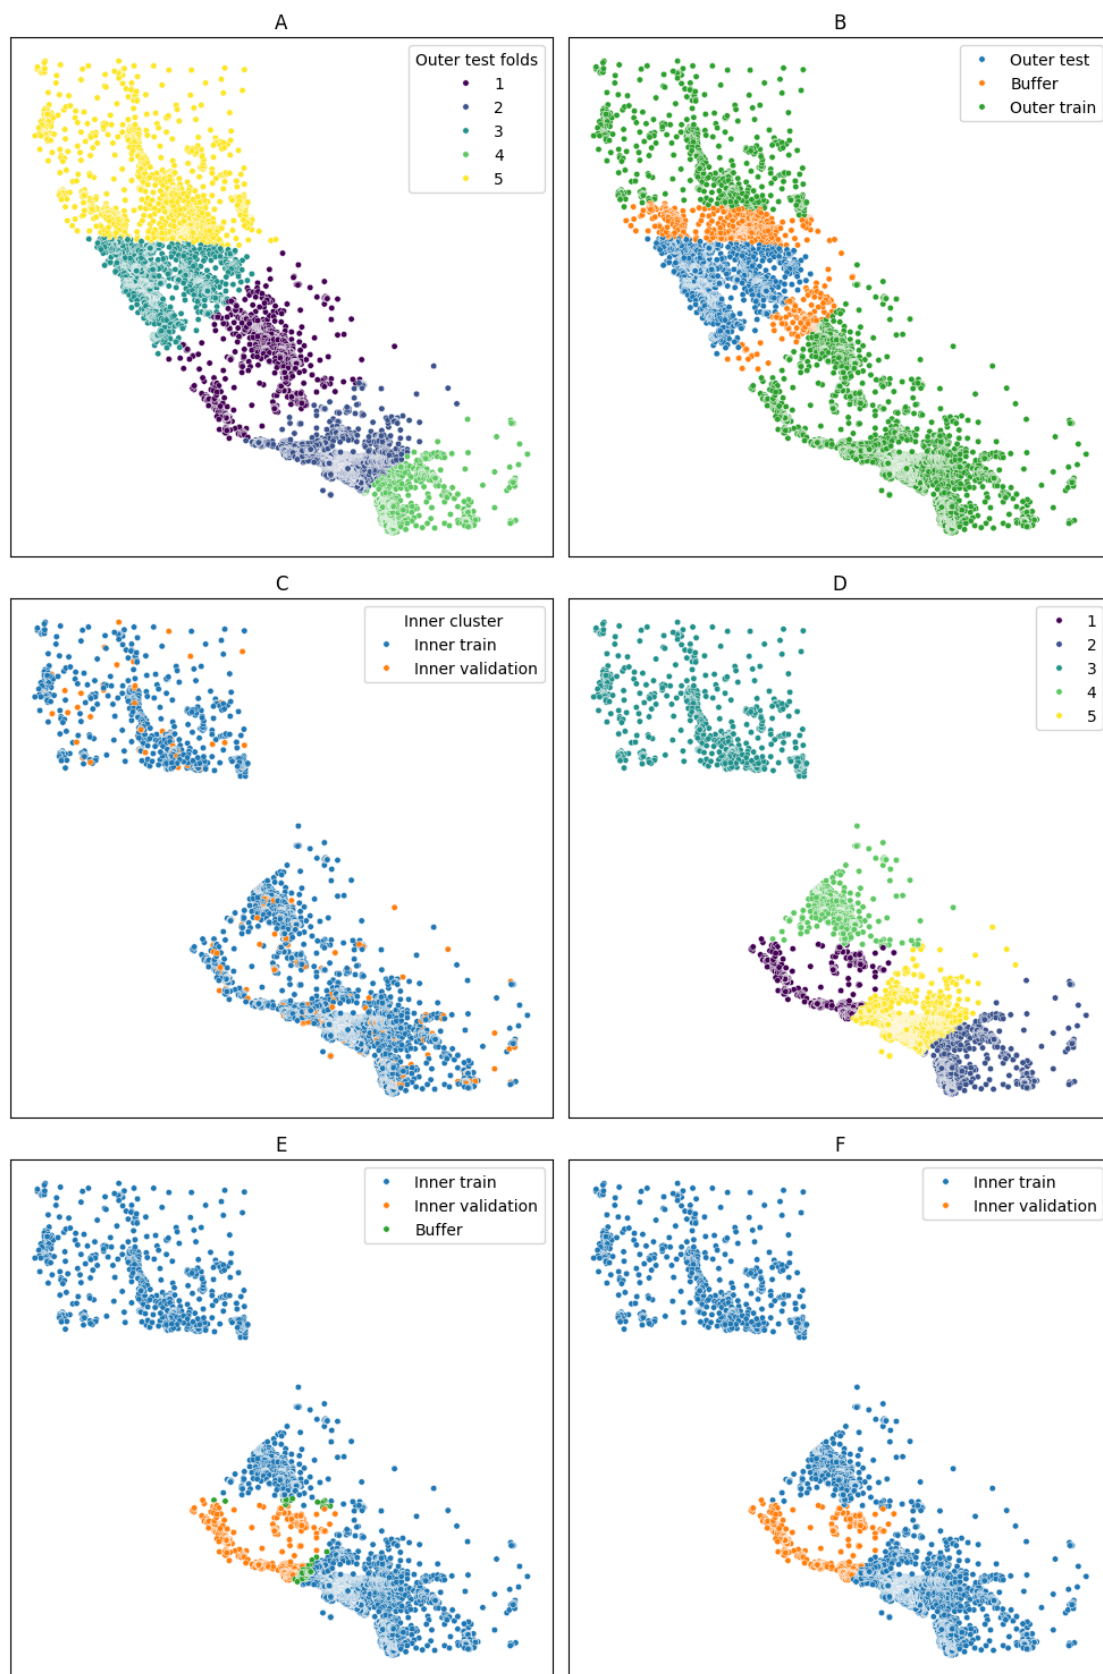 A
Outer test folds
1
2
3
4
5
B
Outer test
Buffer
Outer train
C
Inner cluster
Inner train
Inner validation
D
1
2
3
4
5
E
Inner train
Inner validation
Buffer
F
Inner train
Inner validation